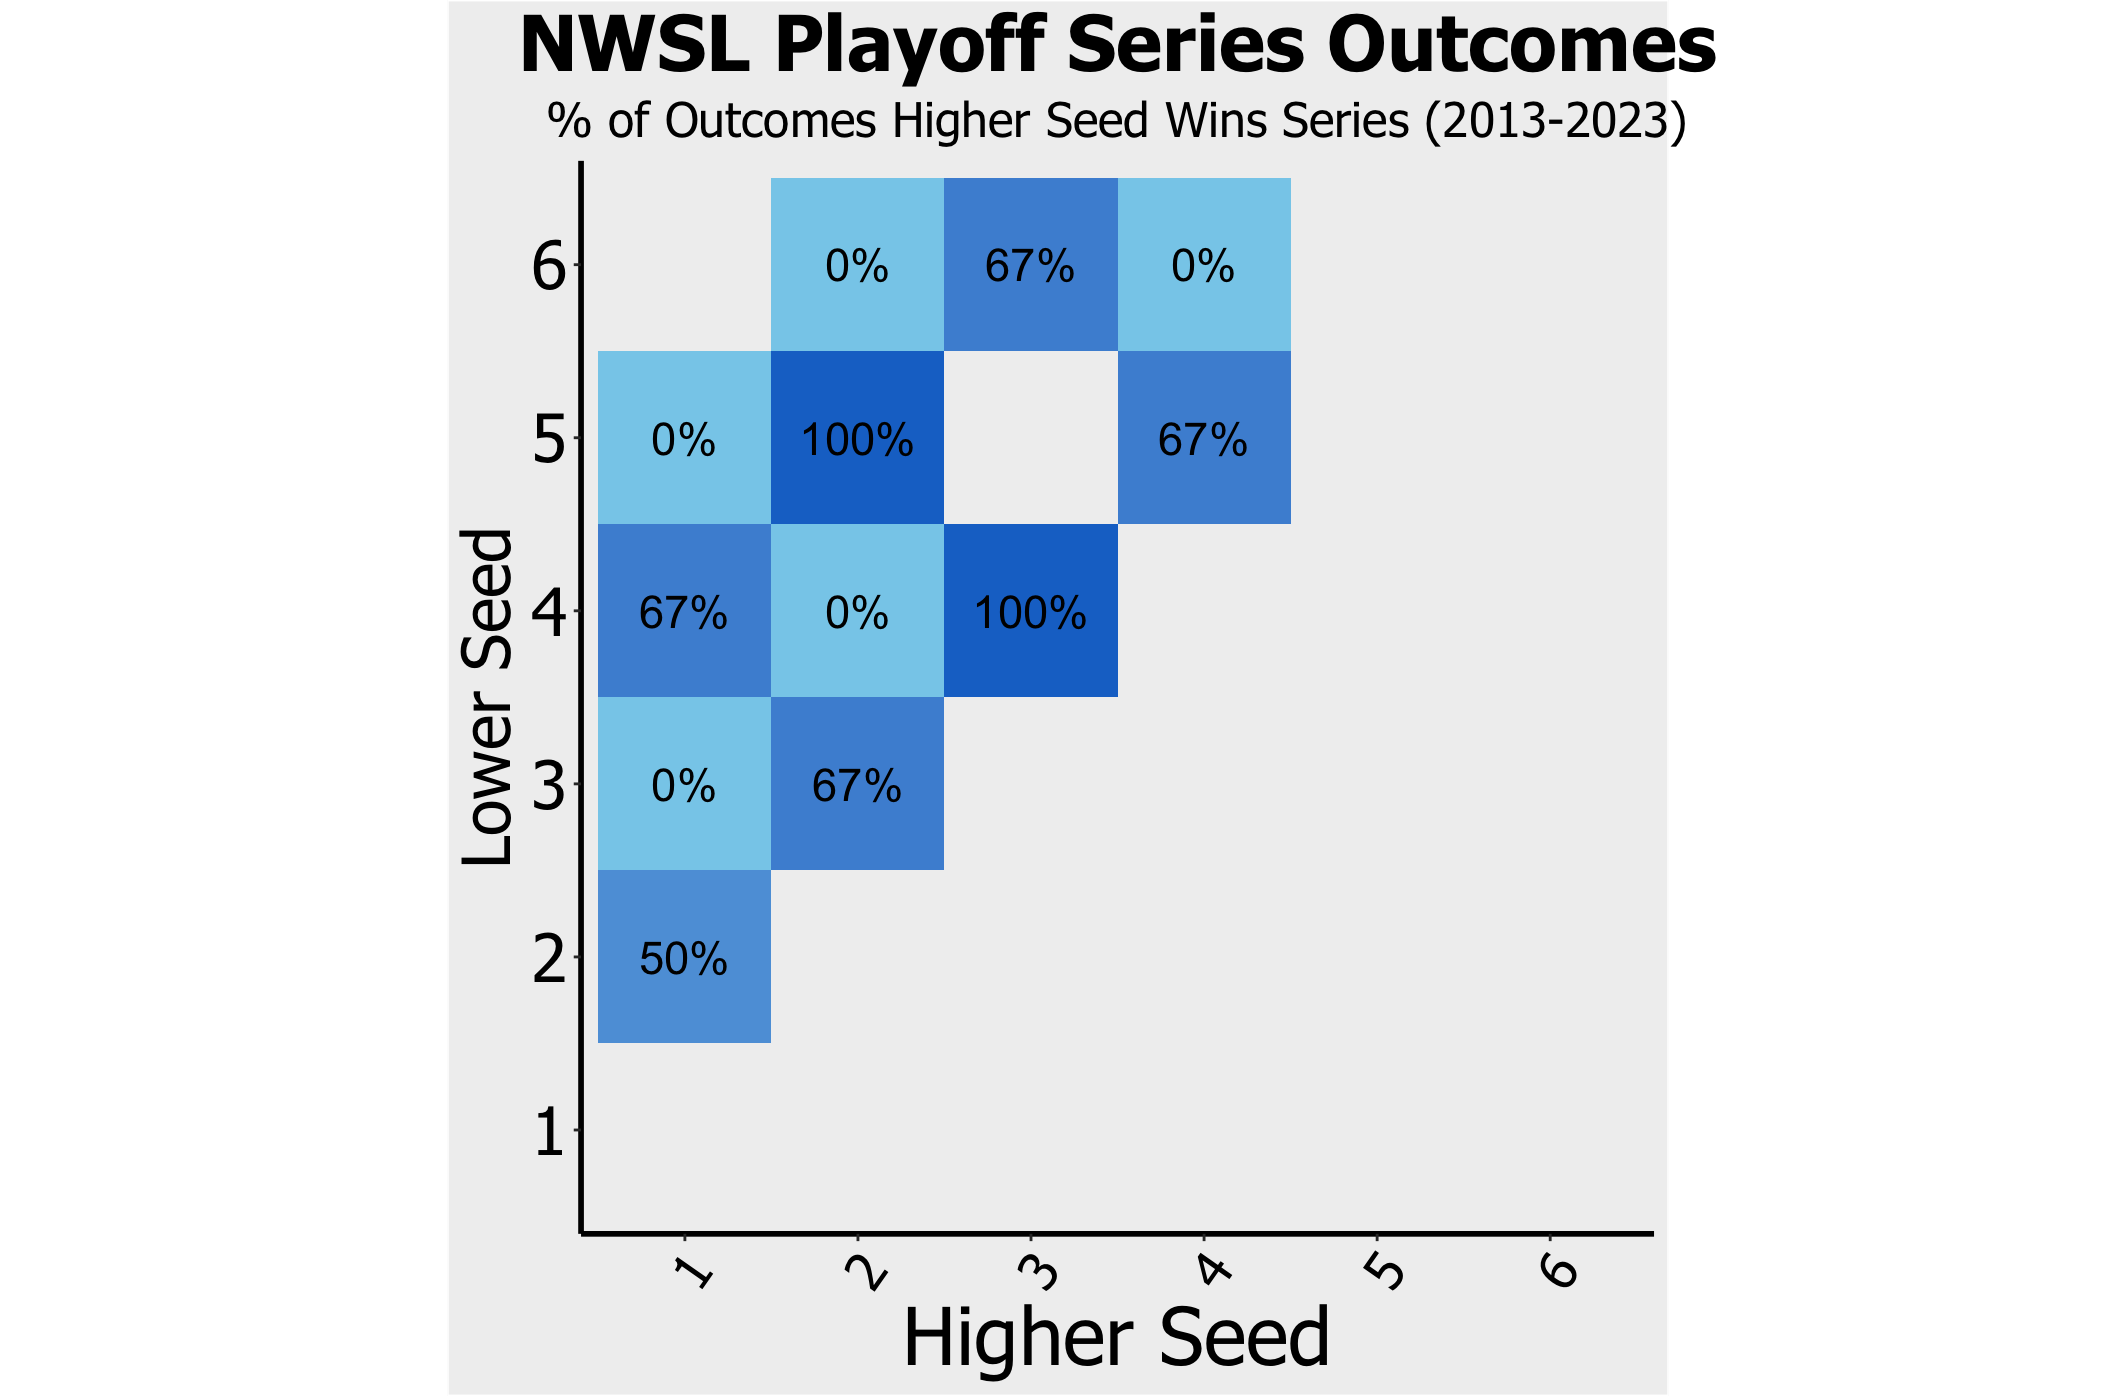 NWSL Playoff Series Outcomes
% of Outcomes Higher Seed Wins Series (2013-2023)
6 0% 67% 0%
5 0% 100% 67%
4 67% 0% 100%
3 0% 67%
2 50%
1
Lower Seed
1 2 3 4 5 6
Higher Seed